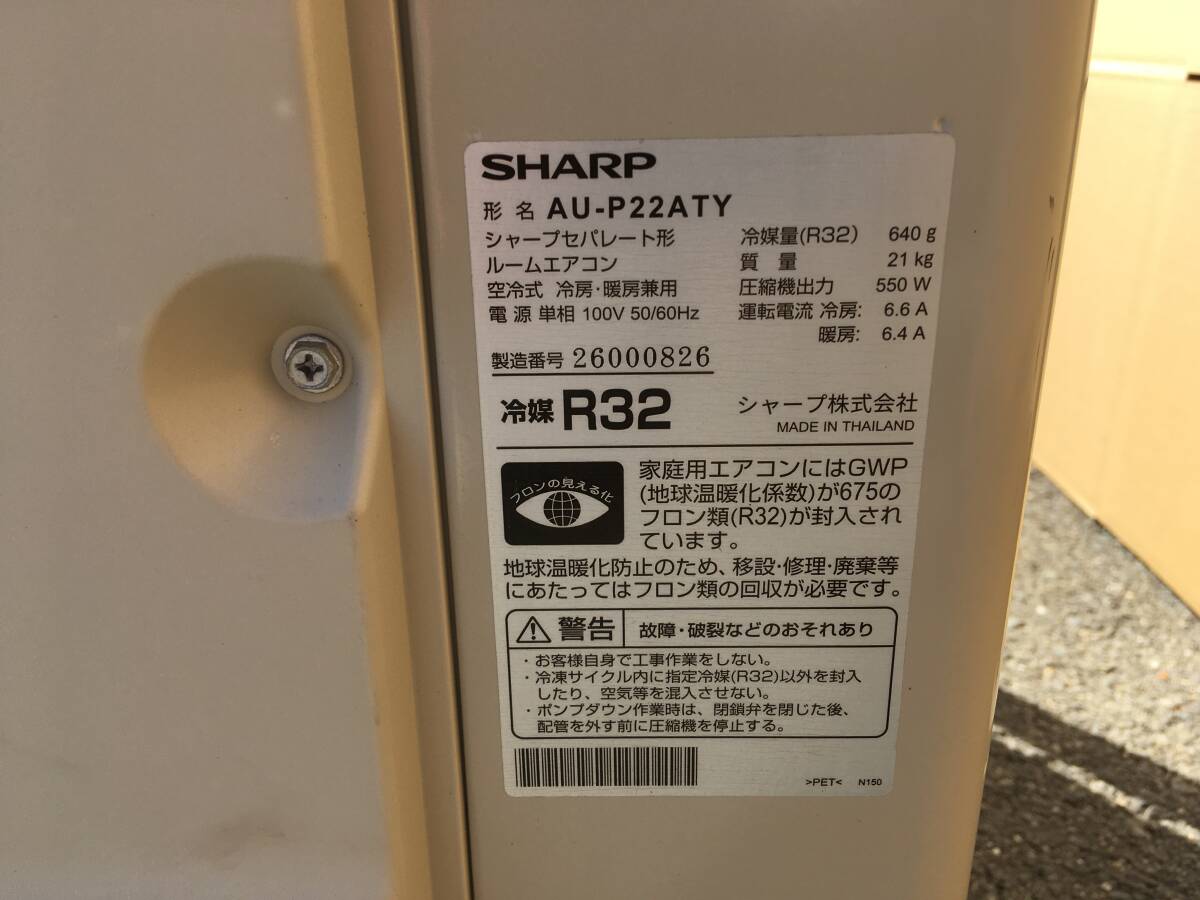 SHARP
形名 AU-P22ATY
シャープセパレート形
ルームエアコン
空冷式 冷房・暖房兼用
電源 単相 100V 50/60Hz
冷媒量(R32) 640 g
質量 21 kg
圧縮機出力 550 W
運転電流 冷房: 6.6 A
暖房: 6.4 A
製造番号 26000826
冷媒 R32
シャープ株式会社
MADE IN THAILAND
フロンの見える化
家庭用エアコンにはGWP
(地球温暖化係数)が675の
フロン類(R32)が封入され
ています。
地球温暖化防止のため、移設・修理・廃棄等
にあたってはフロン類の回収が必要です。
警告 故障・破裂などのおそれあり
・お客様自身で工事作業をしない。
・冷凍サイクル内に指定冷媒(R32)以外を封入
したり、空気等を混入させない。
・ポンプダウン作業時は、閉鎖弁を閉じた後、
配管を外す前に圧縮機を停止する。
>PET< N150